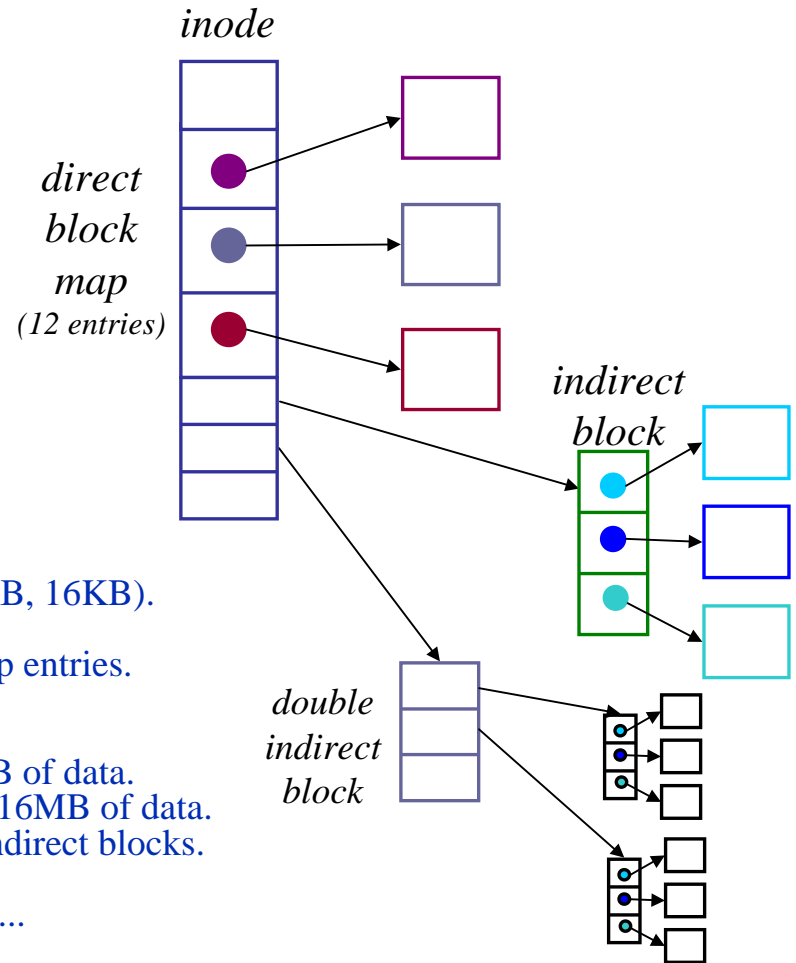 inode
direct
block
map
(12 entries)
indirect
block
B, 16KB).
p entries.
double
indirect
block
B of data.
16MB of data.
ndirect blocks.
...